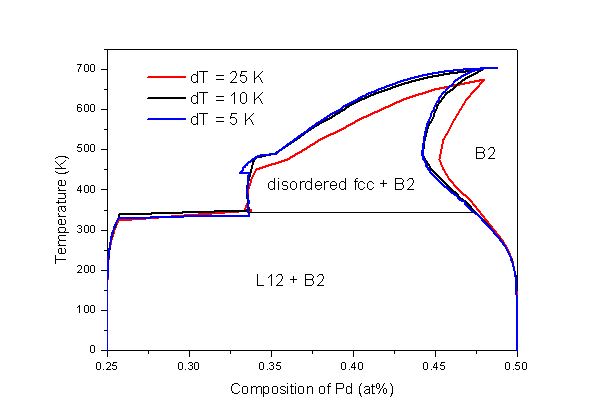 700
600
500
400
300
200
100
0
Temperature (K)
dT = 25 K
dT = 10 K
dT = 5 K
B2
disordered fcc + B2
L12 + B2
0.25
0.30
0.35
0.40
0.45
0.50
Composition of Pd (at%)